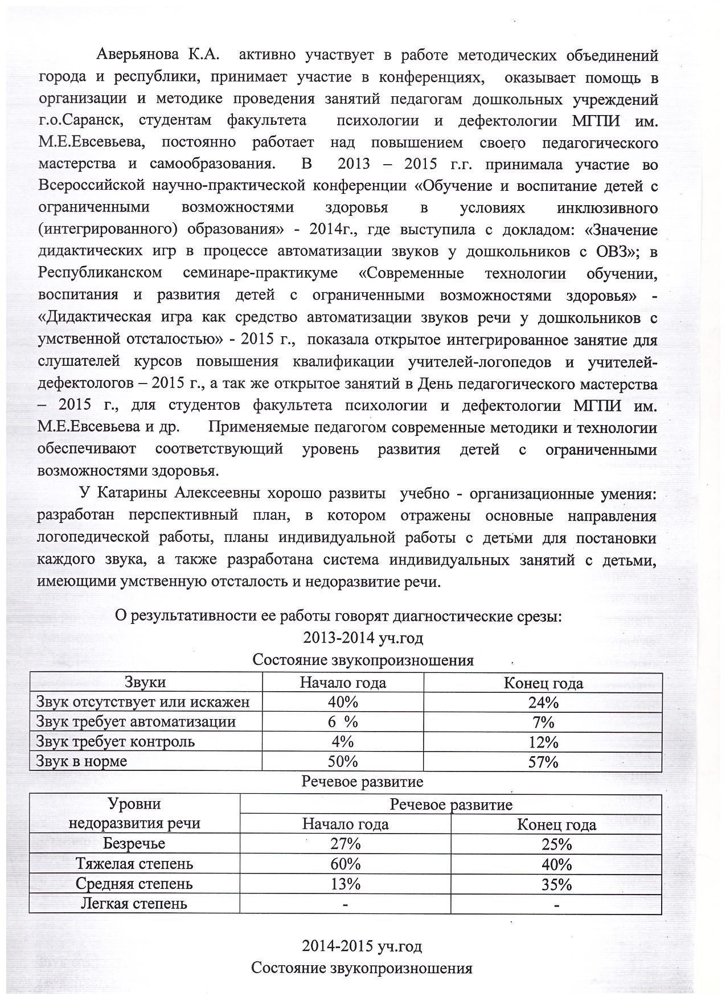 Аверьянова К.А. активно участвует в работе методических объединений
города и республики, принимает участие в конференциях, оказывает помощь в
организации и методике проведения занятий педагогам дошкольных учреждений
г.о.Саранск, студентам факультета психологии и дефектологии МГПИ им.
М.Е.Евсевьева, постоянно работает над повышением своего педагогического
мастерства и самообразования. В 2013 – 2015 г.г. принимала участие во
Всероссийской научно-практической конференции «Обучение и воспитание детей с
ограниченными возможностями здоровья в условиях инклюзивного
(интегрированного) образования» - 2014г., где выступила с докладом: «Значение
дидактических игр в процессе автоматизации звуков у дошкольников с ОВЗ»; в
Республиканском семинаре-практикуме «Современные технологии обучении,
воспитания и развития детей с ограниченными возможностями здоровья» -
«Дидактическая игра как средство автоматизации звуков речи у дошкольников с
умственной отсталостью» - 2015 г., показала открытое интегрированное занятие для
слушателей курсов повышения квалификации учителей-логопедов и учителей-
дефектологов – 2015 г., а так же открытое занятий в День педагогического мастерства
– 2015 г., для студентов факультета психологии и дефектологии МГПИ им.
М.Е.Евсевьева и др. Применяемые педагогом современные методики и технологии
обеспечивают соответствующий уровень развития детей с ограниченными
возможностями здоровья.
У Катарины Алексеевны хорошо развиты учебно - организационные умения:
разработан перспективный план, в котором отражены основные направления
логопедической работы, планы индивидуальной работы с детьми для постановки
каждого звука, а также разработана система индивидуальных занятий с детьми,
имеющими умственную отсталость и недоразвитие речи.
О результативности ее работы говорят диагностические срезы:
2013-2014 уч.год
Состояние звукопроизношения
Звуки Начало года Конец года
Звук отсутствует или искажен 40% 24%
Звук требует автоматизации 6 % 7%
Звук требует контроль 4% 12%
Звук в норме 50% 57%
Речевое развитие
Уровни Речевое развитие
недоразвития речи Начало года Конец года
Безречье 27% 25%
Тяжелая степень 60% 40%
Средняя степень 13% 35%
Легкая степень - -
2014-2015 уч.год
Состояние звукопроизношения